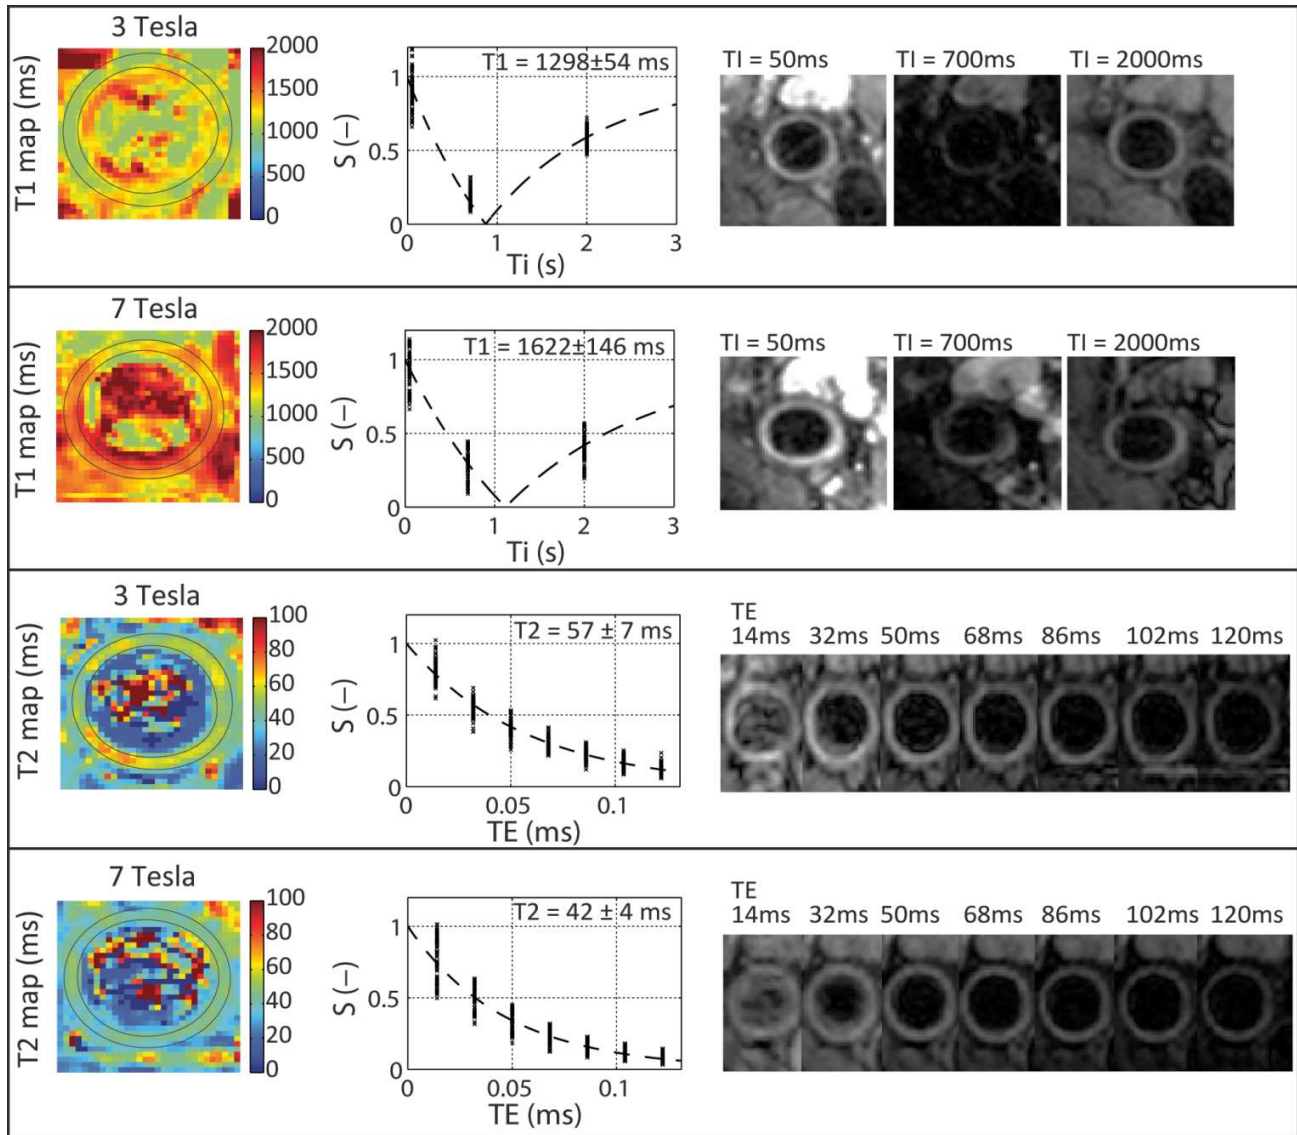 3 Tesla
T1 map (ms)
2000
1500
1000
500
0
S (–)
1
0.5
0
T1 = 1298±54 ms
0 1 2 3
Ti (s)
TI = 50ms TI = 700ms TI = 2000ms
7 Tesla
T1 map (ms)
2000
1500
1000
500
0
S (–)
1
0.5
0
T1 = 1622±146 ms
0 1 2 3
Ti (s)
TI = 50ms TI = 700ms TI = 2000ms
3 Tesla
T2 map (ms)
100
80
60
40
20
0
S (–)
1
0.5
0
T2 = 57 ± 7 ms
0 0.05 0.1
TE (ms)
TE
14ms 32ms 50ms 68ms 86ms 102ms 120ms
7 Tesla
T2 map (ms)
100
80
60
40
20
0
S (–)
1
0.5
0
T2 = 42 ± 4 ms
0 0.05 0.1
TE (ms)
TE
14ms 32ms 50ms 68ms 86ms 102ms 120ms